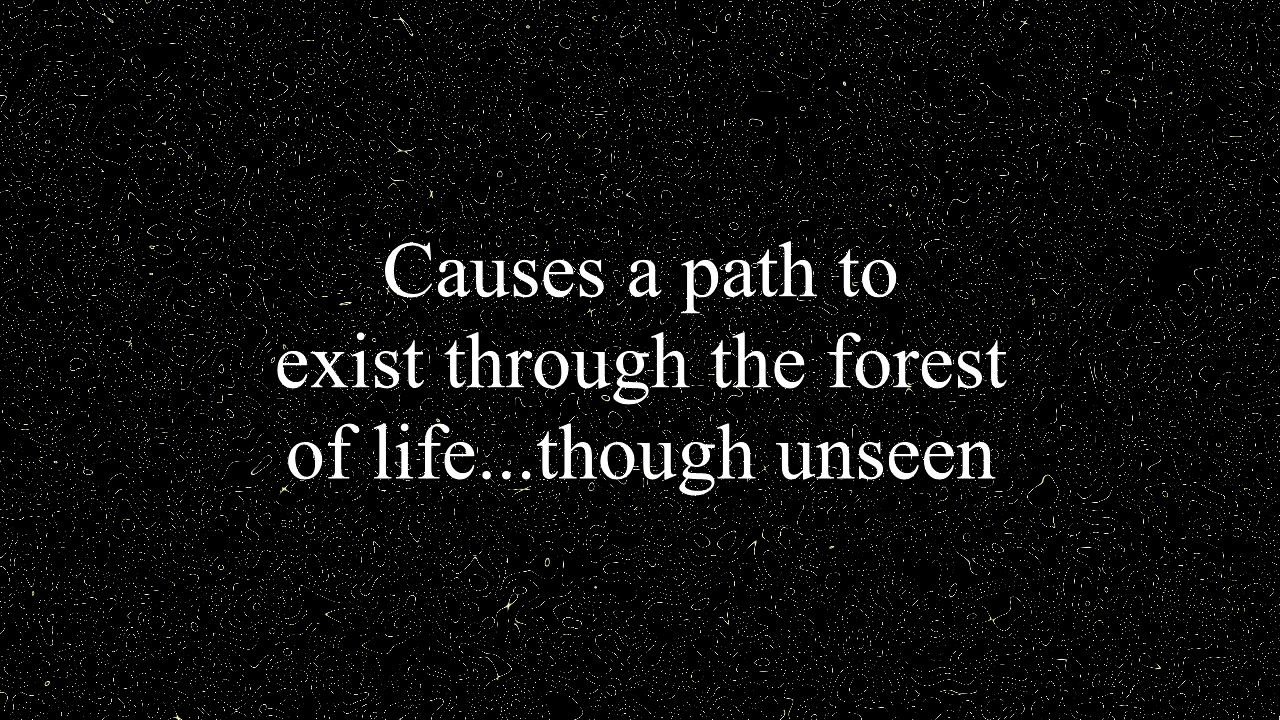 Causes a path to
exist through the forest
of life...though unseen